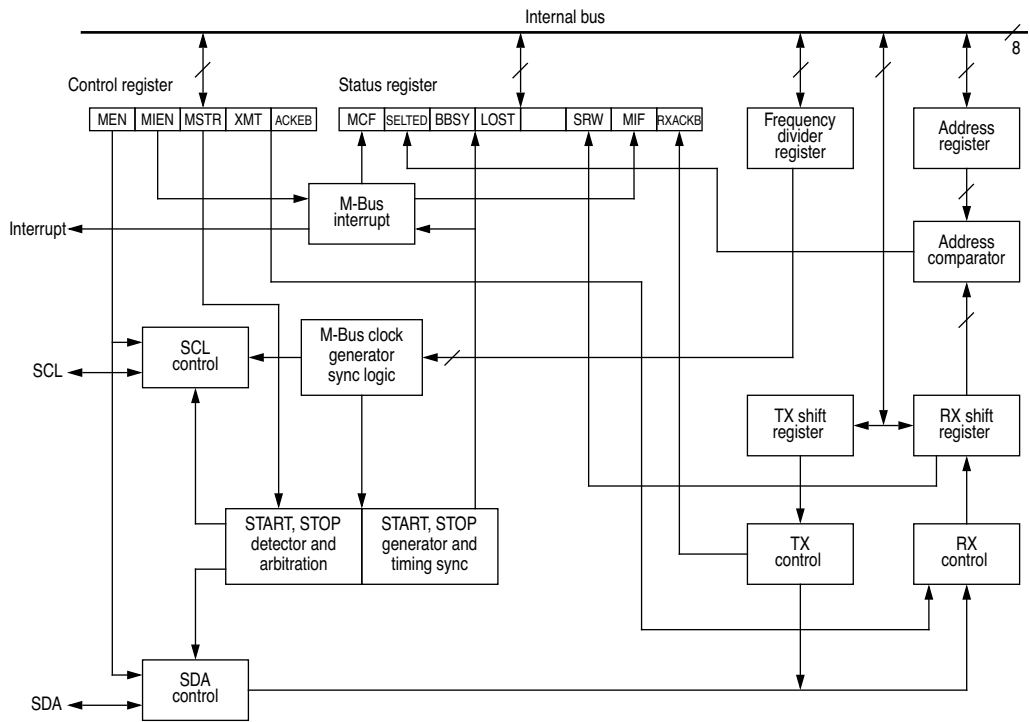 Internal bus
8
Control register
Status register
MEN MIEN MSTR XMT ACKEB
MCF SELTED BBSY LOST SRW MIF RXACKB
Frequency
divider
register
Address
register
M-Bus
interrupt
Interrupt
Address
comparator
SCL
control
SCL
M-Bus clock
generator
sync logic
TX shift
register
RX shift
register
START, STOP
detector and
arbitration
START, STOP
generator and
timing sync
TX
control
RX
control
SDA
control
SDA